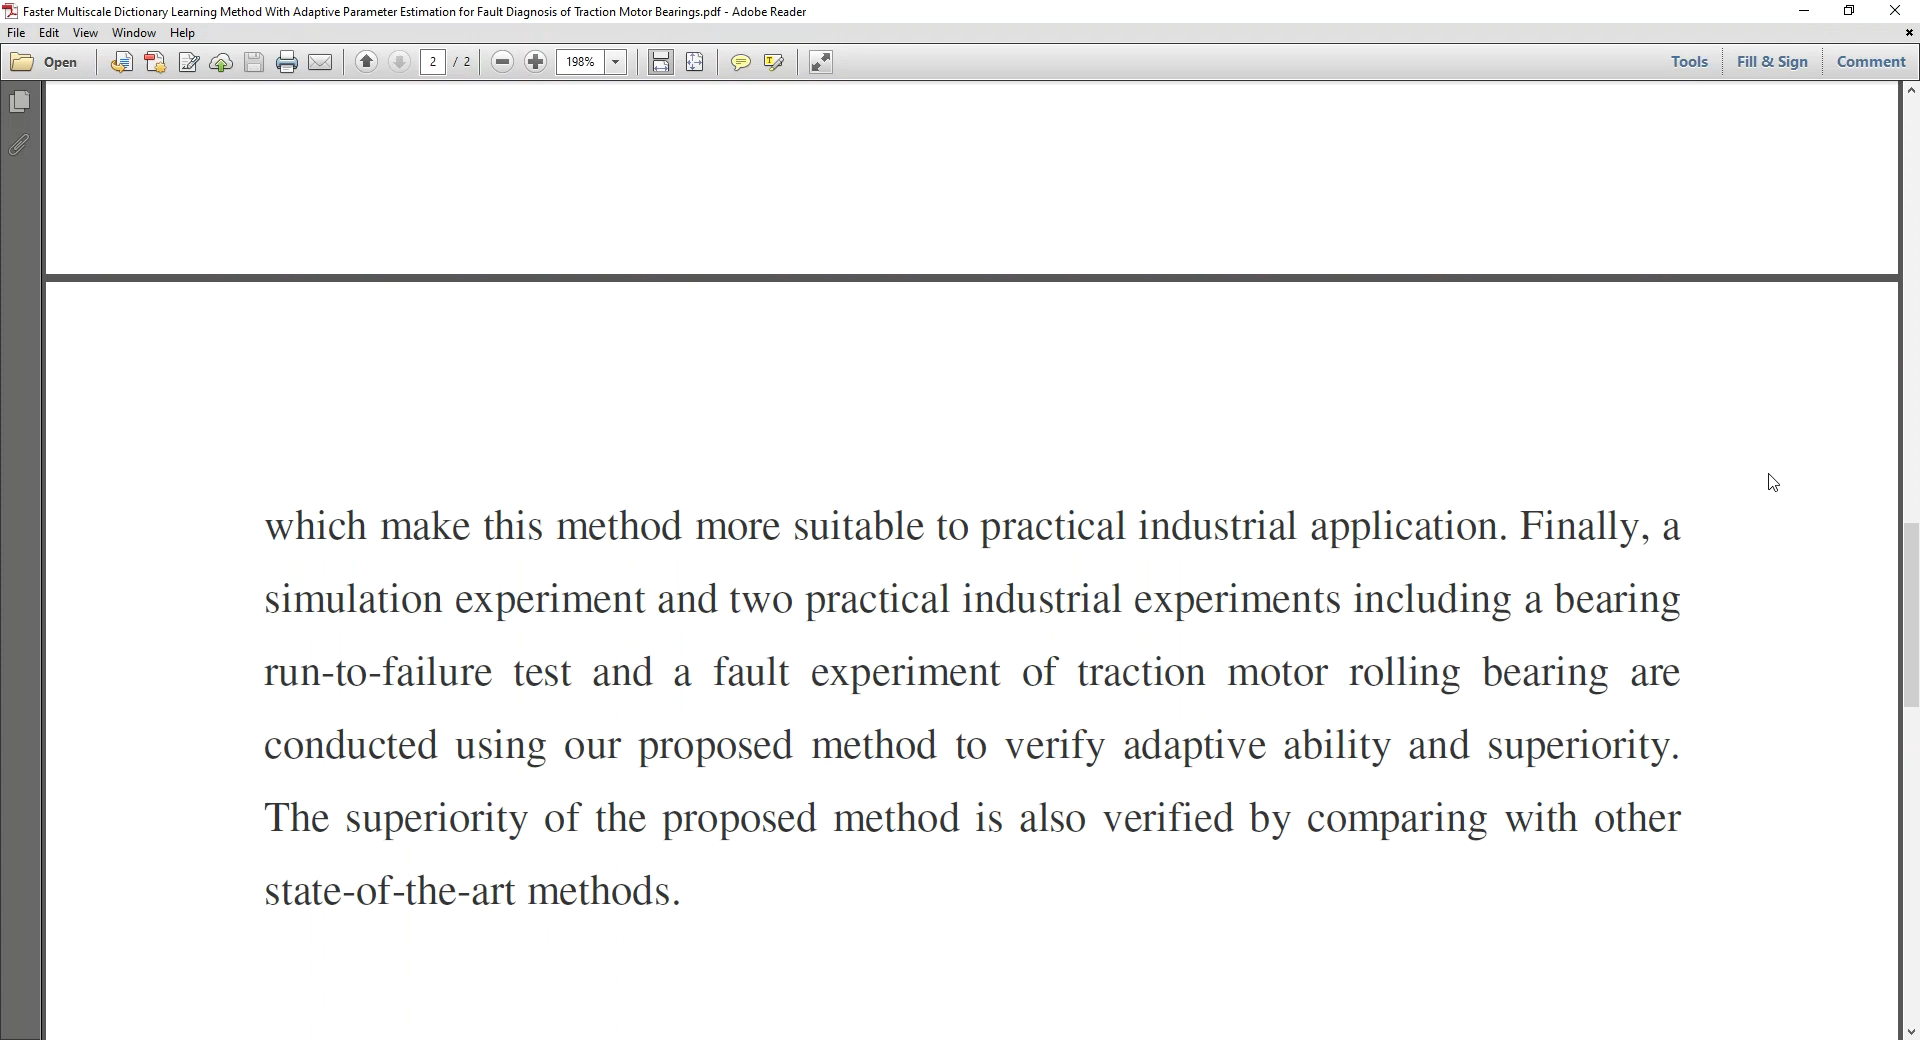 Faster Multiscale Dictionary Learning Method With Adaptive Parameter Estimation for Fault Diagnosis of Traction Motor Bearings.pdf - Adobe Reader
File Edit View Window Help
Open 2 / 2 198% Tools Fill & Sign Comment
which make this method more suitable to practical industrial application. Finally, a
simulation experiment and two practical industrial experiments including a bearing
run-to-failure test and a fault experiment of traction motor rolling bearing are
conducted using our proposed method to verify adaptive ability and superiority.
The superiority of the proposed method is also verified by comparing with other
state-of-the-art methods.